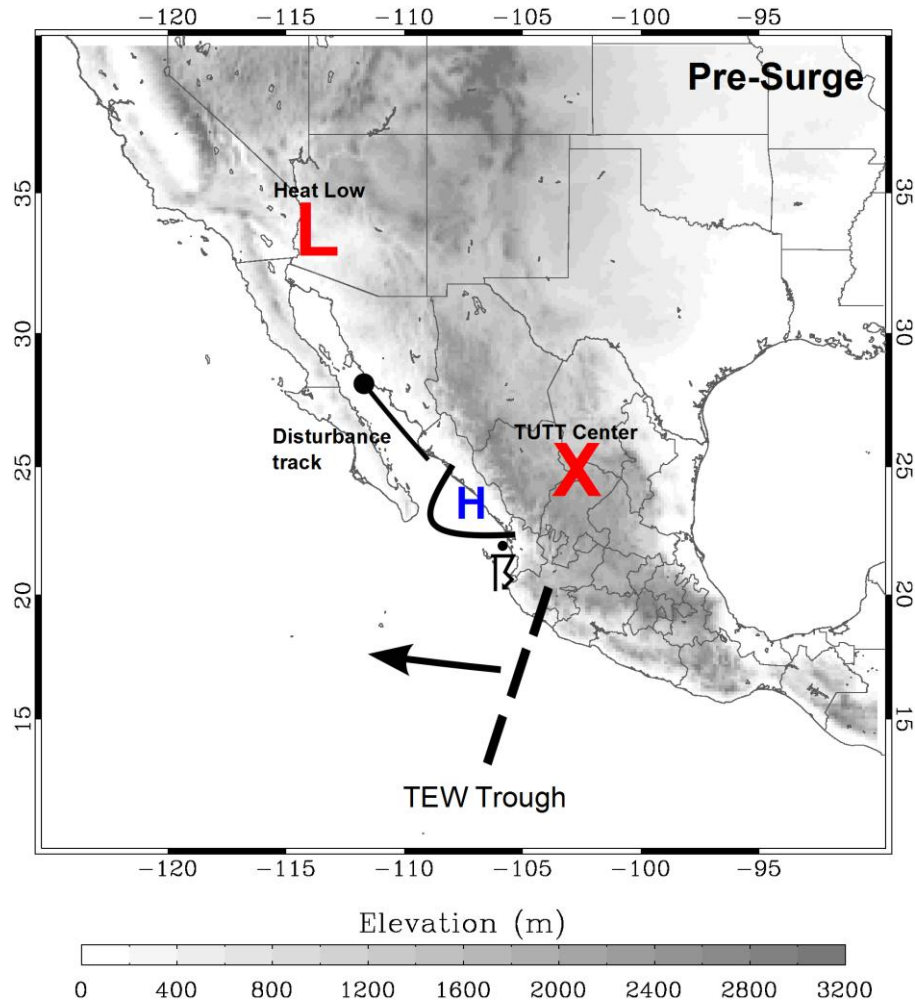 −120 −115 −110 −105 −100 −95
Pre-Surge
35
Heat Low
L
35
30
30
Disturbance
track
TUTT Center
X
25
25
H
20
20
15
15
TEW Trough
−120 −115 −110 −105 −100 −95
Elevation (m)
0 400 800 1200 1600 2000 2400 2800 3200